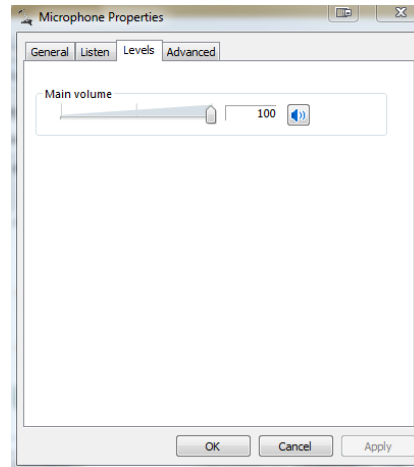 Microphone Properties
General Listen Levels Advanced
Main volume
100
OK Cancel Apply